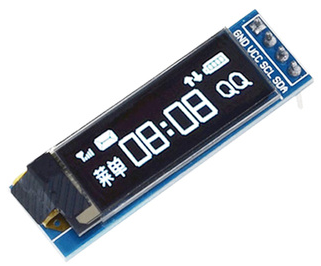 GND VCC SCL SDA
08:08
菜单 QQ